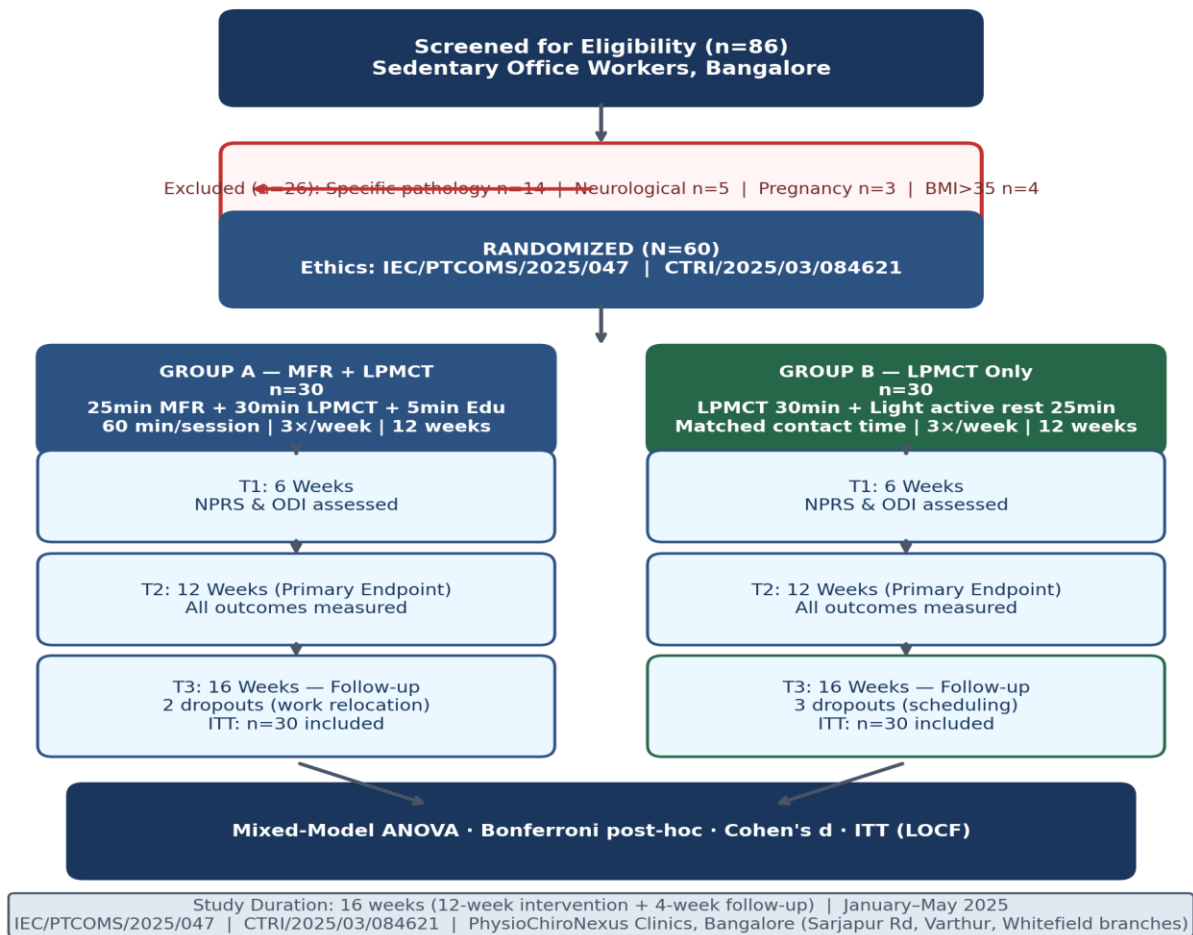 Screened for Eligibility (n=86)
Sedentary Office Workers, Bangalore
Excluded (n=26): Specific pathology n=14  |  Neurological n=5  |  Pregnancy n=3  |  BMI>35 n=4
RANDOMIZED (N=60)
Ethics: IEC/PTCOMS/2025/047  |  CTRI/2025/03/084621
GROUP A — MFR + LPMCT
n=30
25min MFR + 30min LPMCT + 5min Edu
60 min/session | 3×/week | 12 weeks
GROUP B — LPMCT Only
n=30
LPMCT 30min + Light active rest 25min
Matched contact time | 3×/week | 12 weeks
T1: 6 Weeks
NPRS & ODI assessed
T1: 6 Weeks
NPRS & ODI assessed
T2: 12 Weeks (Primary Endpoint)
All outcomes measured
T2: 12 Weeks (Primary Endpoint)
All outcomes measured
T3: 16 Weeks — Follow-up
2 dropouts (work relocation)
ITT: n=30 included
T3: 16 Weeks — Follow-up
3 dropouts (scheduling)
ITT: n=30 included
Mixed-Model ANOVA · Bonferroni post-hoc · Cohen's d · ITT (LOCF)
Study Duration: 16 weeks (12-week intervention + 4-week follow-up)  |  January–May 2025
IEC/PTCOMS/2025/047  |  CTRI/2025/03/084621  |  PhysioChiroNexus Clinics, Bangalore (Sarjapur Rd, Varthur, Whitefield branches)